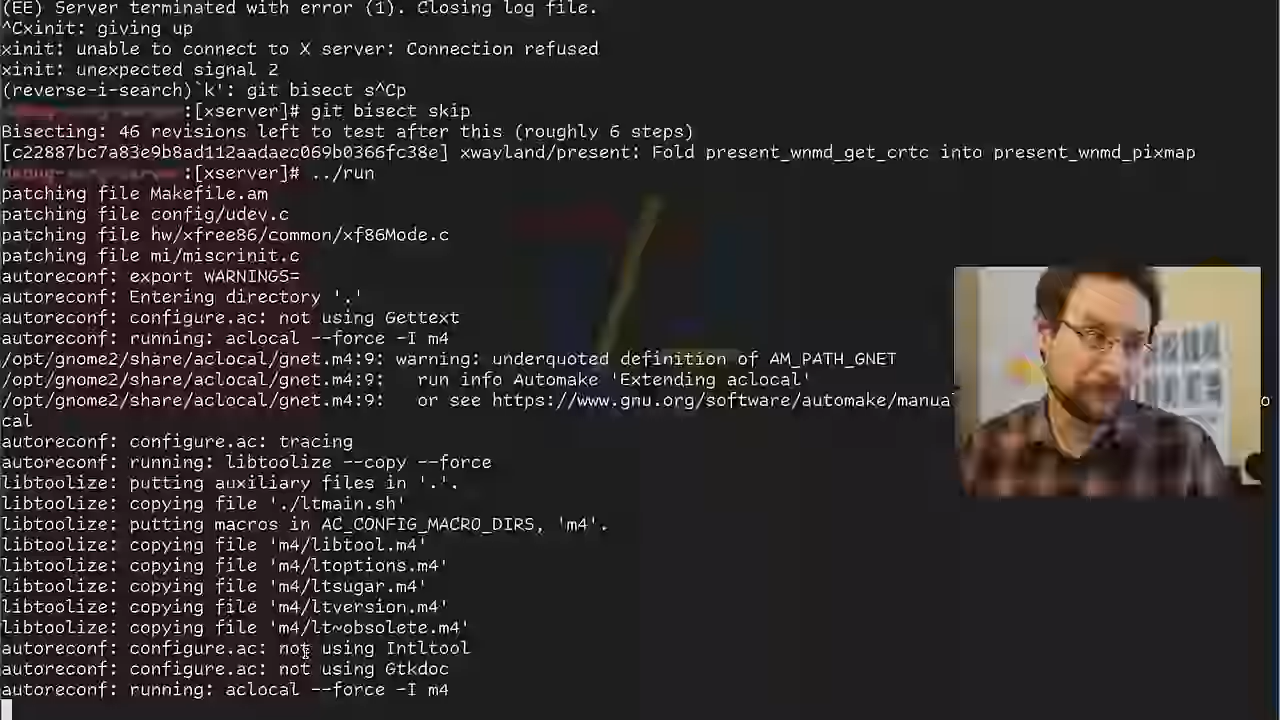 (EE) Server terminated with error (1). Closing log file.
^Cxinit: giving up
xinit: unable to connect to X server: Connection refused
xinit: unexpected signal 2
(reverse-i-search)`k': git bisect s^Cp
:[xserver]# git bisect skip
Bisecting: 46 revisions left to test after this (roughly 6 steps)
[c22887bc7a83e9b8ad112aadaec069b0366fc38e] xwayland/present: Fold present_wnmd_get_crtc into present_wnmd_pixmap
:[xserver]# ../run
patching file Makefile.am
patching file config/udev.c
patching file hw/xfree86/common/xf86Mode.c
patching file mi/miscrinit.c
autoreconf: export WARNINGS=
autoreconf: Entering directory '.'
autoreconf: configure.ac: not using Gettext
autoreconf: running: aclocal --force -I m4
/opt/gnome2/share/aclocal/gnet.m4:9: warning: underquoted definition of AM_PATH_GNET
/opt/gnome2/share/aclocal/gnet.m4:9:   run info Automake 'Extending aclocal'
/opt/gnome2/share/aclocal/gnet.m4:9:   or see https://www.gnu.org/software/automake/manual
cal
autoreconf: configure.ac: tracing
autoreconf: running: libtoolize --copy --force
libtoolize: putting auxiliary files in '.'.
libtoolize: copying file './ltmain.sh'
libtoolize: putting macros in AC_CONFIG_MACRO_DIRS, 'm4'.
libtoolize: copying file 'm4/libtool.m4'
libtoolize: copying file 'm4/ltoptions.m4'
libtoolize: copying file 'm4/ltsugar.m4'
libtoolize: copying file 'm4/ltversion.m4'
libtoolize: copying file 'm4/lt~obsolete.m4'
autoreconf: configure.ac: not using Intltool
autoreconf: configure.ac: not using Gtkdoc
autoreconf: running: aclocal --force -I m4